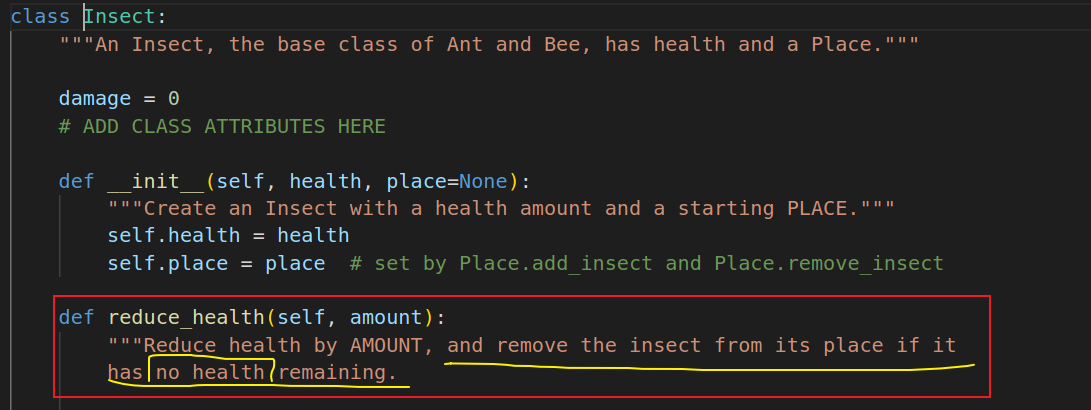 class Insect:
"""An Insect, the base class of Ant and Bee, has health and a Place."""
damage = 0
# ADD CLASS ATTRIBUTES HERE
def __init__(self, health, place=None):
"""Create an Insect with a health amount and a starting PLACE."""
self.health = health
self.place = place  # set by Place.add_insect and Place.remove_insect
def reduce_health(self, amount):
"""Reduce health by AMOUNT, and remove the insect from its place if it
has no health remaining.